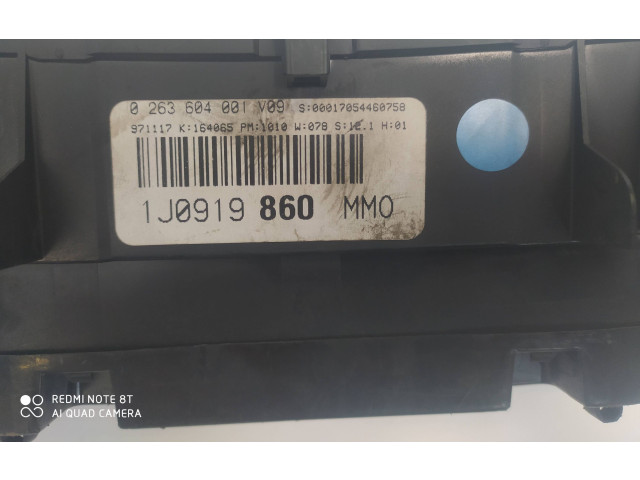 0 263 604 001 V09 S:00017054460758
971117 K:164065 PM:1010 W:078 S:12.1 H:01
1J0919 860 MM0
REDMI NOTE 8T
AI QUAD CAMERA